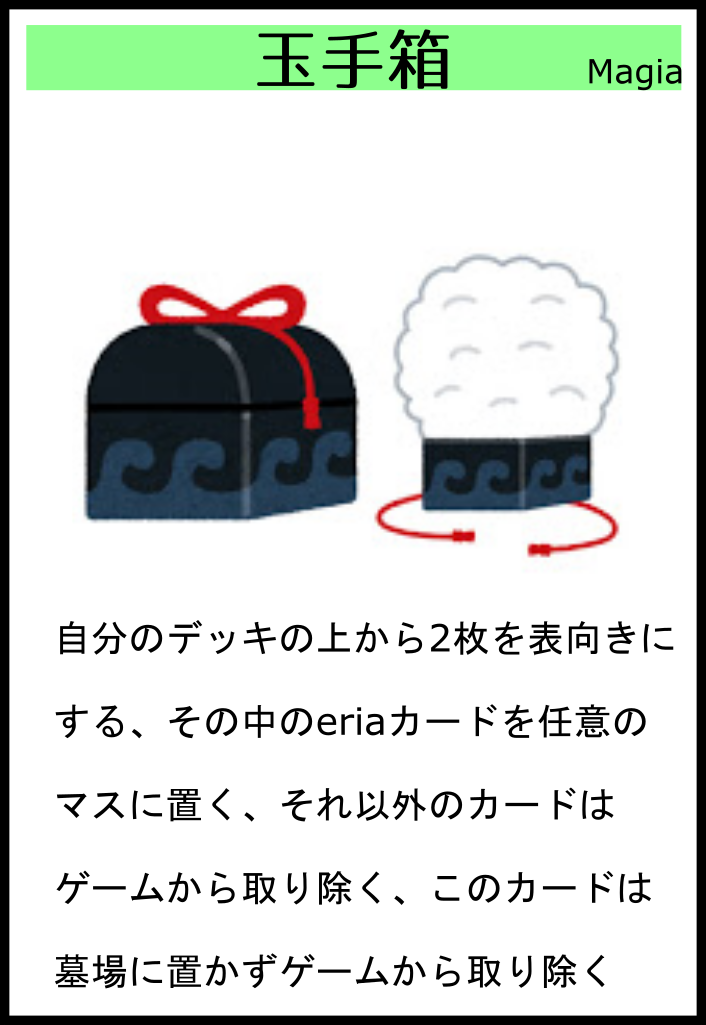 玉手箱
Magia
自分のデッキの上から2枚を表向きに
する、その中のeriaカードを任意の
マスに置く、それ以外のカードは
ゲームから取り除く、このカードは
墓場に置かずゲームから取り除く